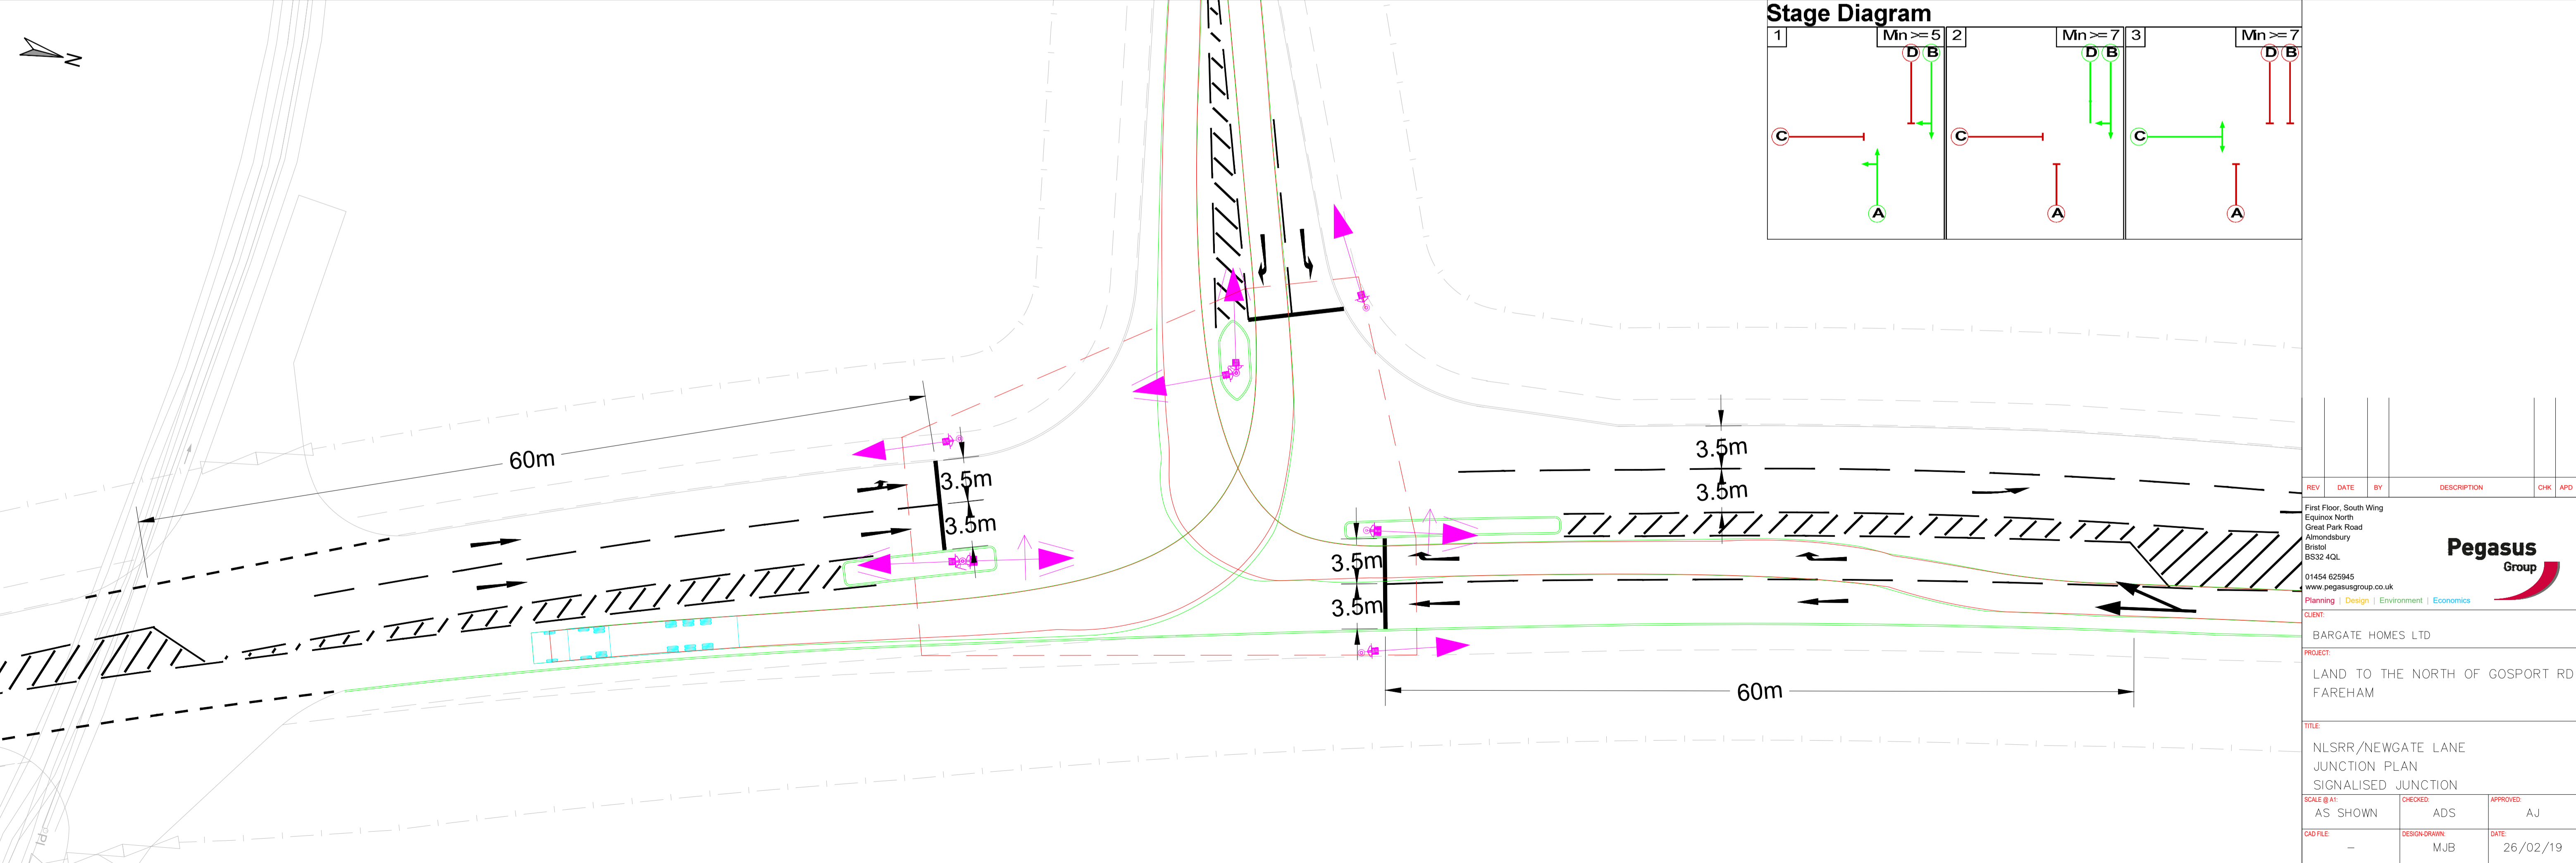 N
Stage Diagram
1 Min >= 5
D B
C
A
2 Min >= 7
D B
C
A
3 Min >= 7
D B
C
A
60m
3.5m
3.5m
3.5m
3.5m
3.5m
3.5m
60m
REV DATE BY DESCRIPTION CHK APD
First Floor, South Wing
Equinox North
Great Park Road
Almondsbury
Bristol
BS32 4QL
01454 625945
www.pegasusgroup.co.uk
Pegasus
Group
Planning | Design | Environment | Economics
CLIENT:
BARGATE HOMES LTD
PROJECT:
LAND TO THE NORTH OF GOSPORT RD
FAREHAM
TITLE:
NLSRR/NEWGATE LANE
JUNCTION PLAN
SIGNALISED JUNCTION
SCALE @ A1: CHECKED: APPROVED:
AS SHOWN ADS AJ
CAD FILE: DESIGN-DRAWN: DATE:
- MJB 26/02/19